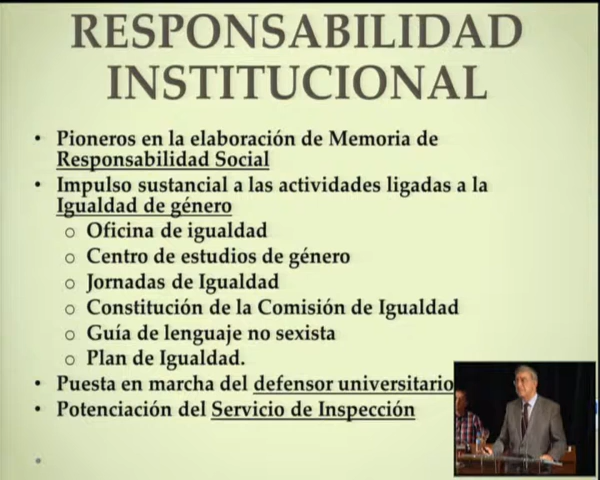 RESPONSABILIDAD
INSTITUCIONAL
• Pioneros en la elaboración de Memoria de
Responsabilidad Social
• Impulso sustancial a las actividades ligadas a la
Igualdad de género
o Oficina de igualdad
o Centro de estudios de género
o Jornadas de Igualdad
o Constitución de la Comisión de Igualdad
o Guía de lenguaje no sexista
o Plan de Igualdad.
• Puesta en marcha del defensor universitario
• Potenciación del Servicio de Inspección
•